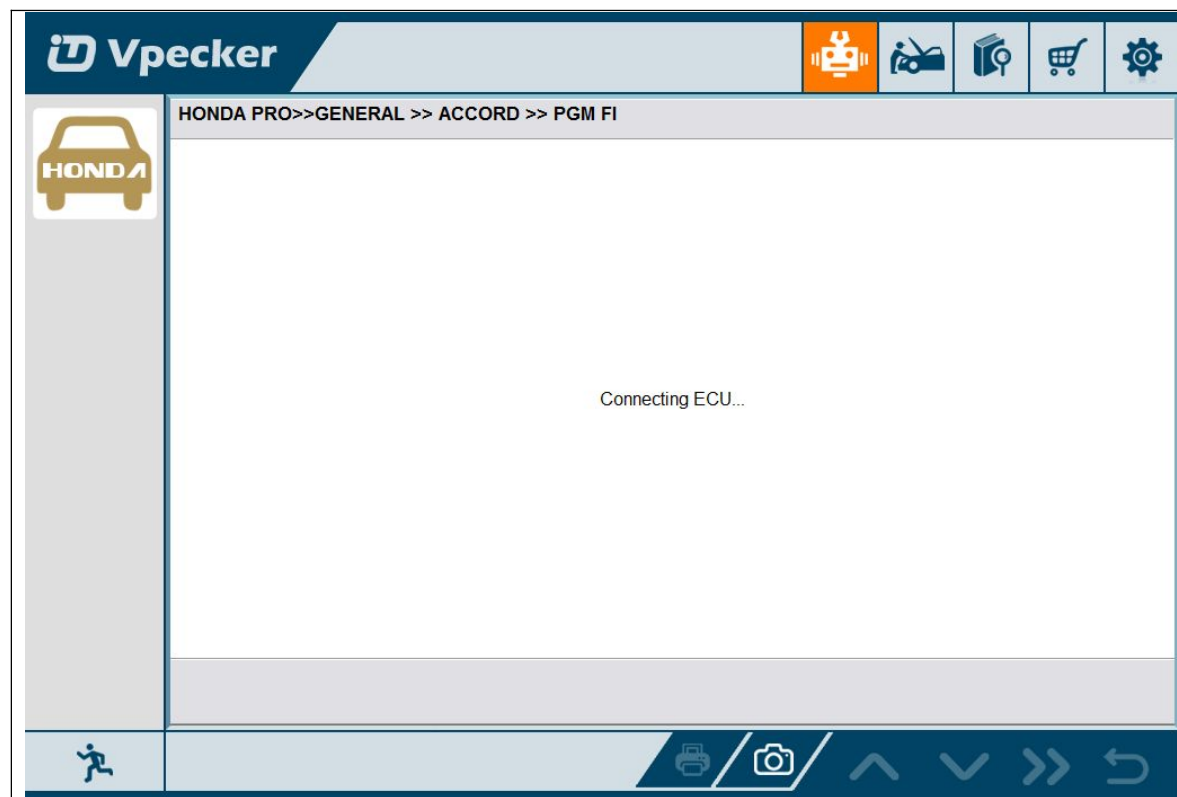 Vpecker
HONDA PRO>>GENERAL >> ACCORD >> PGM FI
HONDA
Connecting ECU...